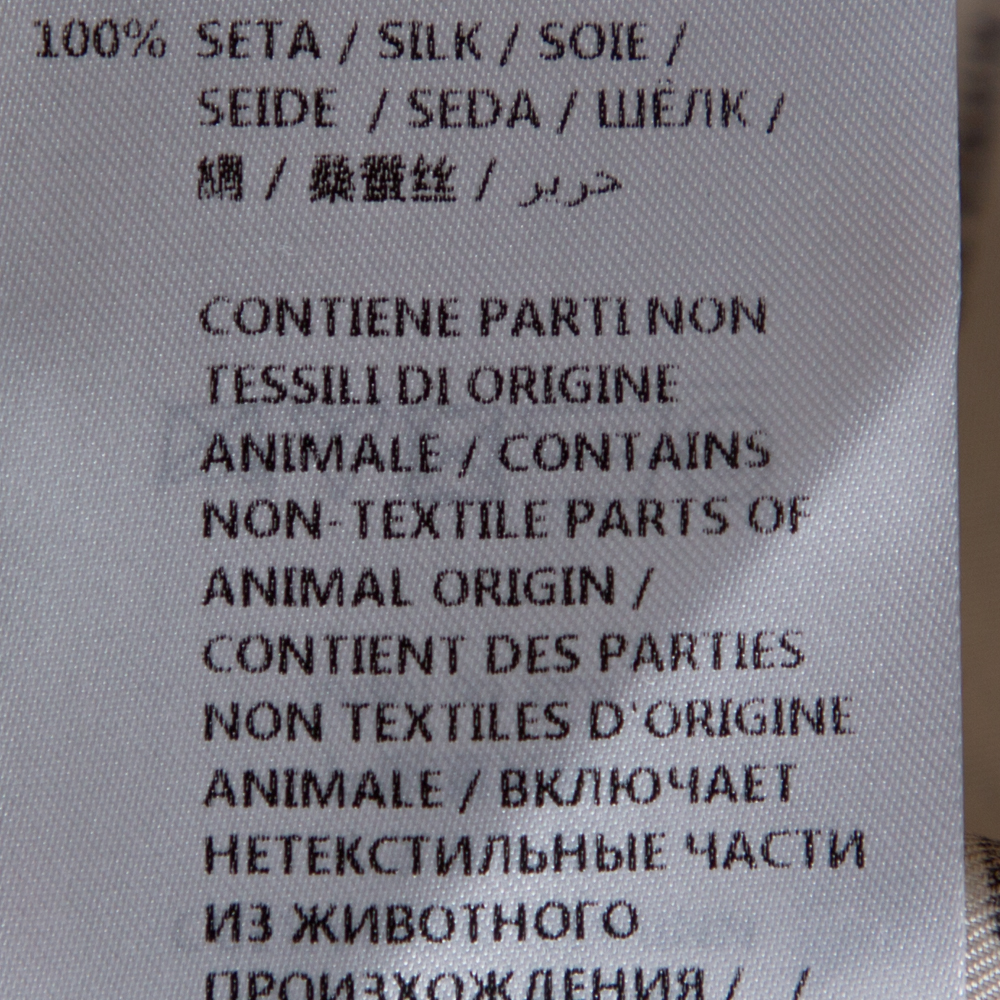 100% SETA / SILK / SOIE /
SEIDE / SEDA / ШЁЛК /
絹 / 桑蠶丝 / حرير
CONTIENE PARTI NON
TESSILI DI ORIGINE
ANIMALE / CONTAINS
NON-TEXTILE PARTS OF
ANIMAL ORIGIN /
CONTIENT DES PARTIES
NON TEXTILES D'ORIGINE
ANIMALE / ВКЛЮЧАЕТ
НЕТЕКСТИЛЬНЫЕ ЧАСТИ
ИЗ ЖИВОТНОГО
ПРОИЗХОЖДЕНИЯ / /